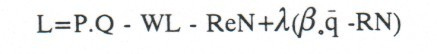 L=P.Q - WL - ReN+λ(β.q̄ -RN)